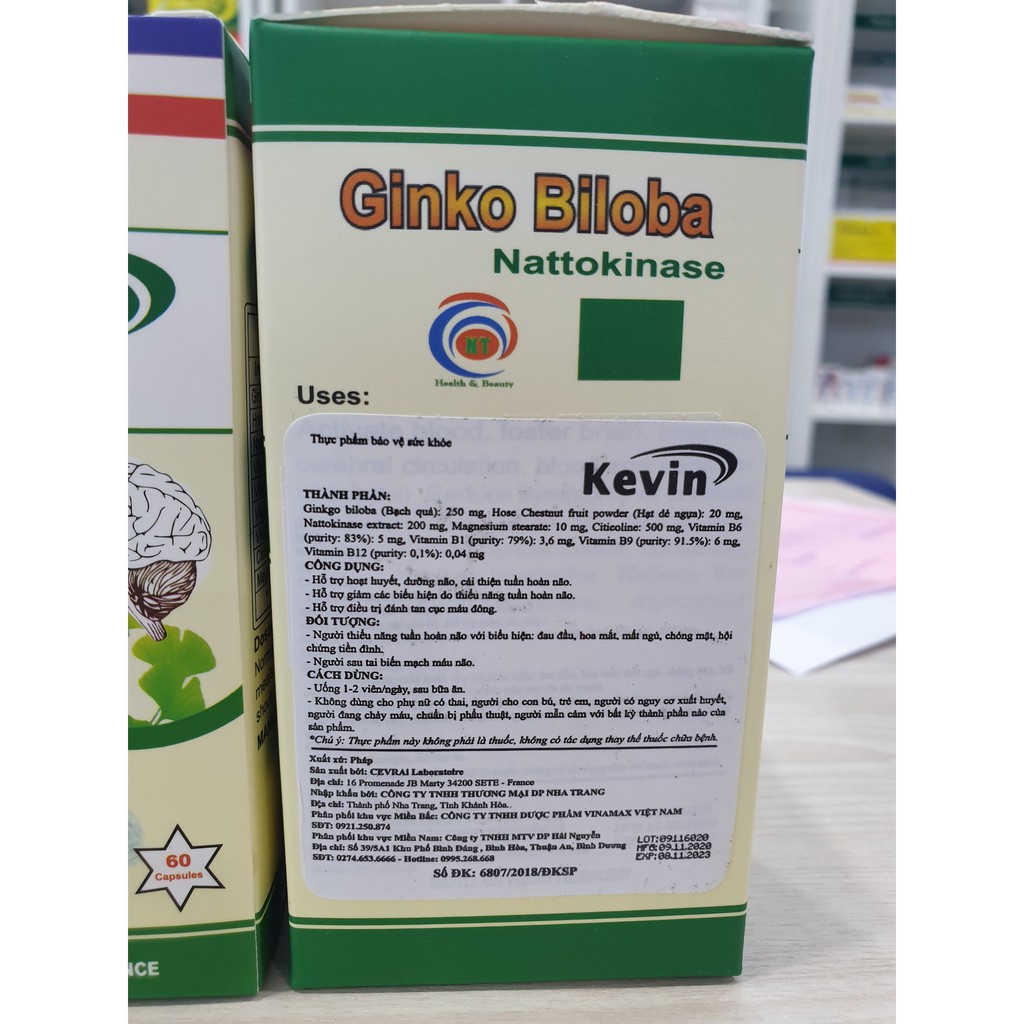 Ginko Biloba
Nattokinase
NT
Health & Beauty
Uses:
Thực phẩm bảo vệ sức khỏe
Kevin
THÀNH PHẦN:
Ginkgo biloba (Bạch quả): 250 mg, Hose Chestnut fruit powder (Hạt dẻ ngựa): 20 mg,
Nattokinase extract: 200 mg, Magnesium stearate: 10 mg, Citicoline: 500 mg, Vitamin B6
(purity: 83%): 5 mg, Vitamin B1 (purity: 79%): 3,6 mg, Vitamin B9 (purity: 91.5%): 6 mg,
Vitamin B12 (purity: 0,1%): 0,04 mg
CÔNG DỤNG:
- Hỗ trợ hoạt huyết, dưỡng não, cải thiện tuần hoàn não.
- Hỗ trợ giảm các biểu hiện do thiểu năng tuần hoàn não.
- Hỗ trợ điều trị đánh tan cục máu đông.
ĐỐI TƯỢNG:
- Người thiểu năng tuần hoàn não với biểu hiện: đau đầu, hoa mắt, mất ngủ, chóng mặt, hội
chứng tiền đình.
- Người sau tai biến mạch máu não.
CÁCH DÙNG:
- Uống 1-2 viên/ngày, sau bữa ăn.
- Không dùng cho phụ nữ có thai, người cho con bú, trẻ em, người có nguy cơ xuất huyết,
người đang chảy máu, chuẩn bị phẫu thuật, người mẫn cảm với bất kỳ thành phần nào của
sản phẩm.
*Chú ý: Thực phẩm này không phải là thuốc, không có tác dụng thay thế thuốc chữa bệnh.
Xuất xứ: Pháp
Sản xuất bởi: CEVRAI Laboratoire
Địa chỉ: 16 Promenade JB Marty 34200 SETE - France
Nhập khẩu bởi: CÔNG TY TNHH THƯƠNG MẠI DP NHA TRANG
Địa chỉ: Thành phố Nha Trang, Tỉnh Khánh Hòa..
Phân phối khu vực Miền Bắc: CÔNG TY TNHH DƯỢC PHẨM VINAMAX VIỆT NAM
SĐT: 0921.250.874
Phân phối khu vực Miền Nam: Công ty TNHH MTV DP Hải Nguyễn
Địa chỉ: Số 39/5A1 Khu Phố Bình Đáng, Bình Hòa, Thuận An, Bình Dương
SĐT: 0274.653.6666 - Hotline: 0995.268.668
LOT:09116020
MFG:09.11.2020
EXP:08.11.2023
Số ĐK: 6807/2018/ĐKSP
60
Capsules